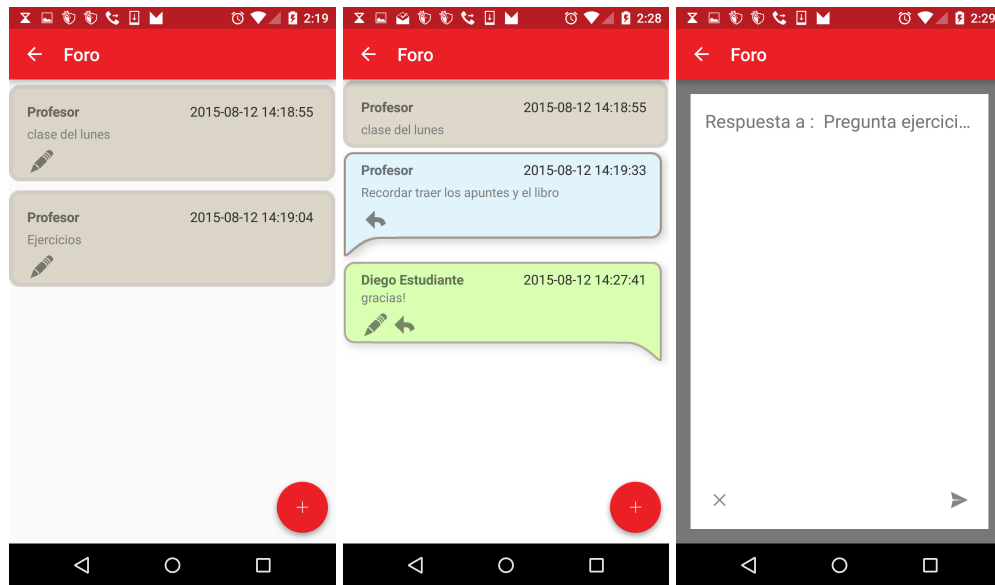 2:19
Foro
Profesor 2015-08-12 14:18:55
clase del lunes
Profesor 2015-08-12 14:19:04
Ejercicios
2:28
Foro
Profesor 2015-08-12 14:18:55
clase del lunes
Profesor 2015-08-12 14:19:33
Recordar traer los apuntes y el libro
Diego Estudiante 2015-08-12 14:27:41
gracias!
2:29
Foro
Respuesta a : Pregunta ejercici...